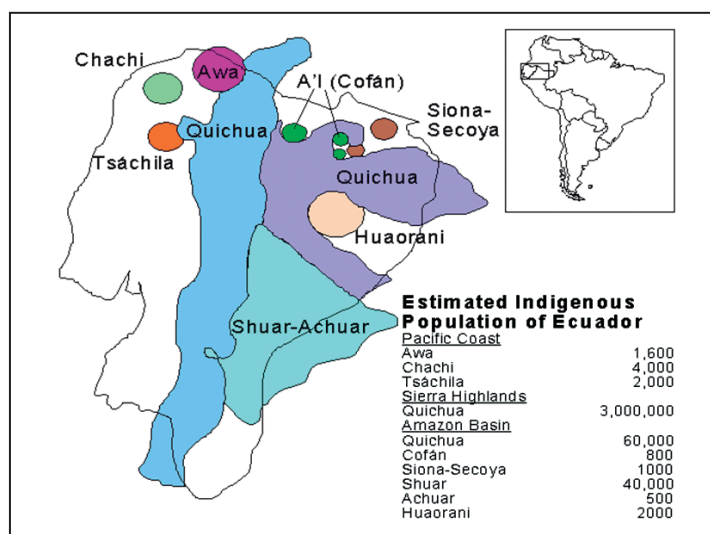 Chachi
Awa
A'I (Cofán)
Siona-
Secoya
Quichua
Tsáchila
Quichua
Huaorani
Shuar-Achuar
Estimated Indigenous
Population of Ecuador
Pacific Coast
Awa 1,600
Chachi 4,000
Tsáchila 2,000
Sierra Highlands
Quichua 3,000,000
Amazon Basin
Quichua 60,000
Cofán 800
Siona-Secoya 1000
Shuar 40,000
Achuar 500
Huaorani 2000